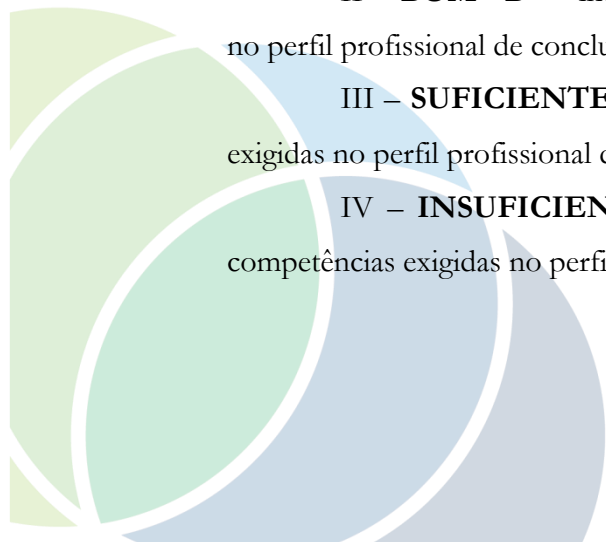 no perfil profissional de conclu
III – SUFICIENTE
exigidas no perfil profissional
IV – INSUFICIEN
competências exigidas no perfi